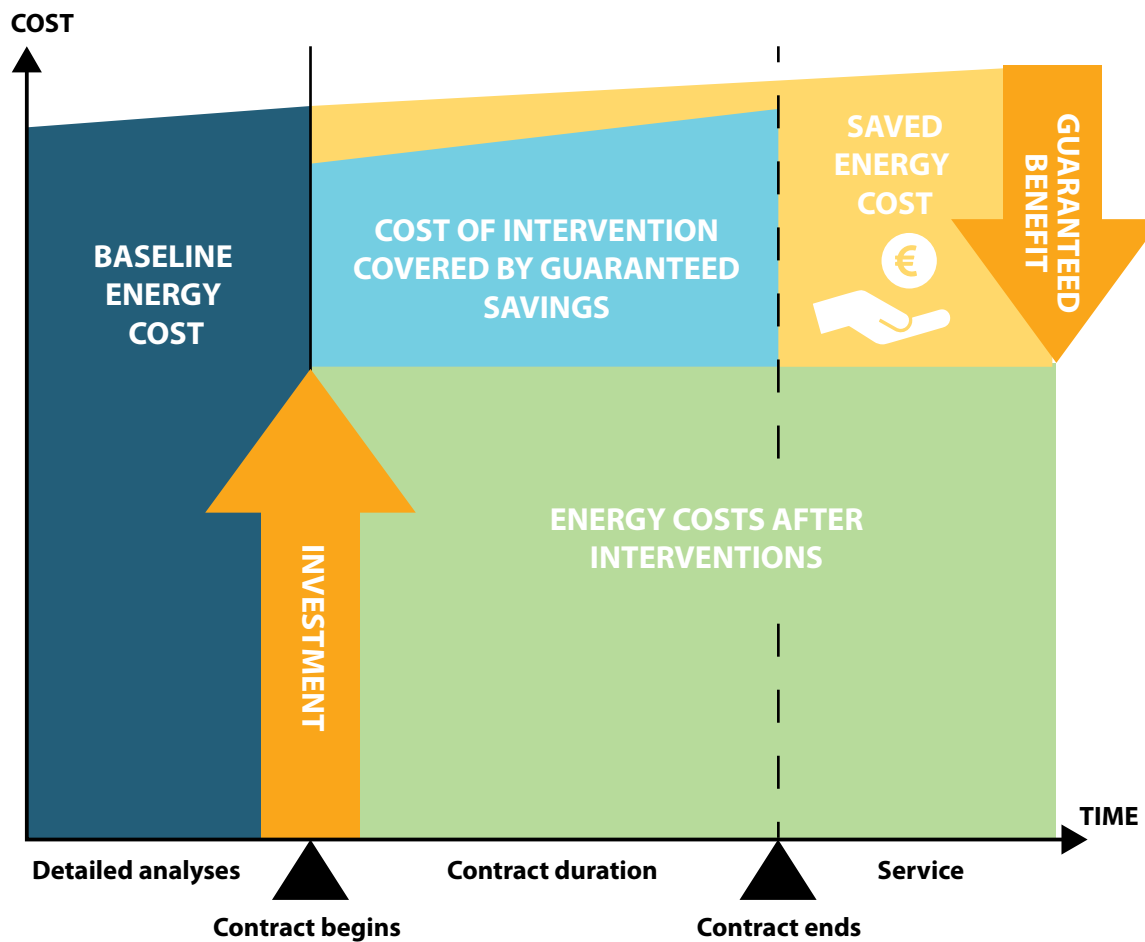 COST
BASELINE
ENERGY
COST
COST OF INTERVENTION
COVERED BY GUARANTEED
SAVINGS
SAVED
ENERGY
COST
€
GUARANTEED
BENEFIT
ENERGY COSTS AFTER
INTERVENTIONS
INVESTMENT
TIME
Detailed analyses
Contract duration
Service
Contract begins
Contract ends